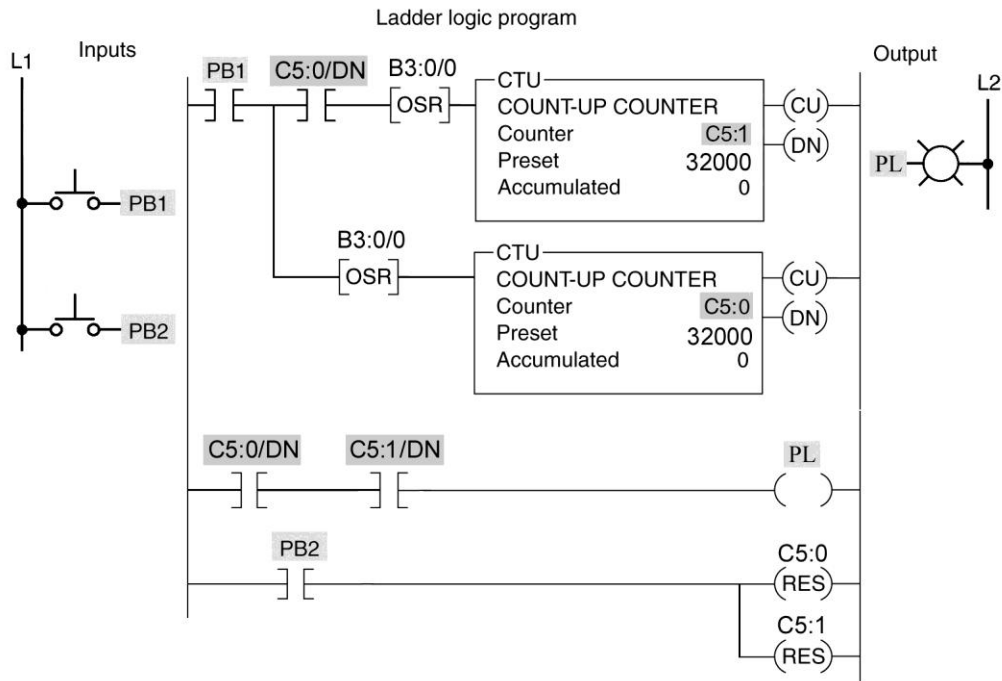 Ladder logic program
Inputs
Output
L1
L2
PB1
C5:0/DN
B3:0/0
OSR
CTU
COUNT-UP COUNTER
Counter C5:1
Preset 32000
Accumulated 0
CU
DN
PL
PB1
PB2
B3:0/0
OSR
CTU
COUNT-UP COUNTER
Counter C5:0
Preset 32000
Accumulated 0
CU
DN
C5:0/DN
C5:1/DN
PL
PB2
C5:0
RES
C5:1
RES